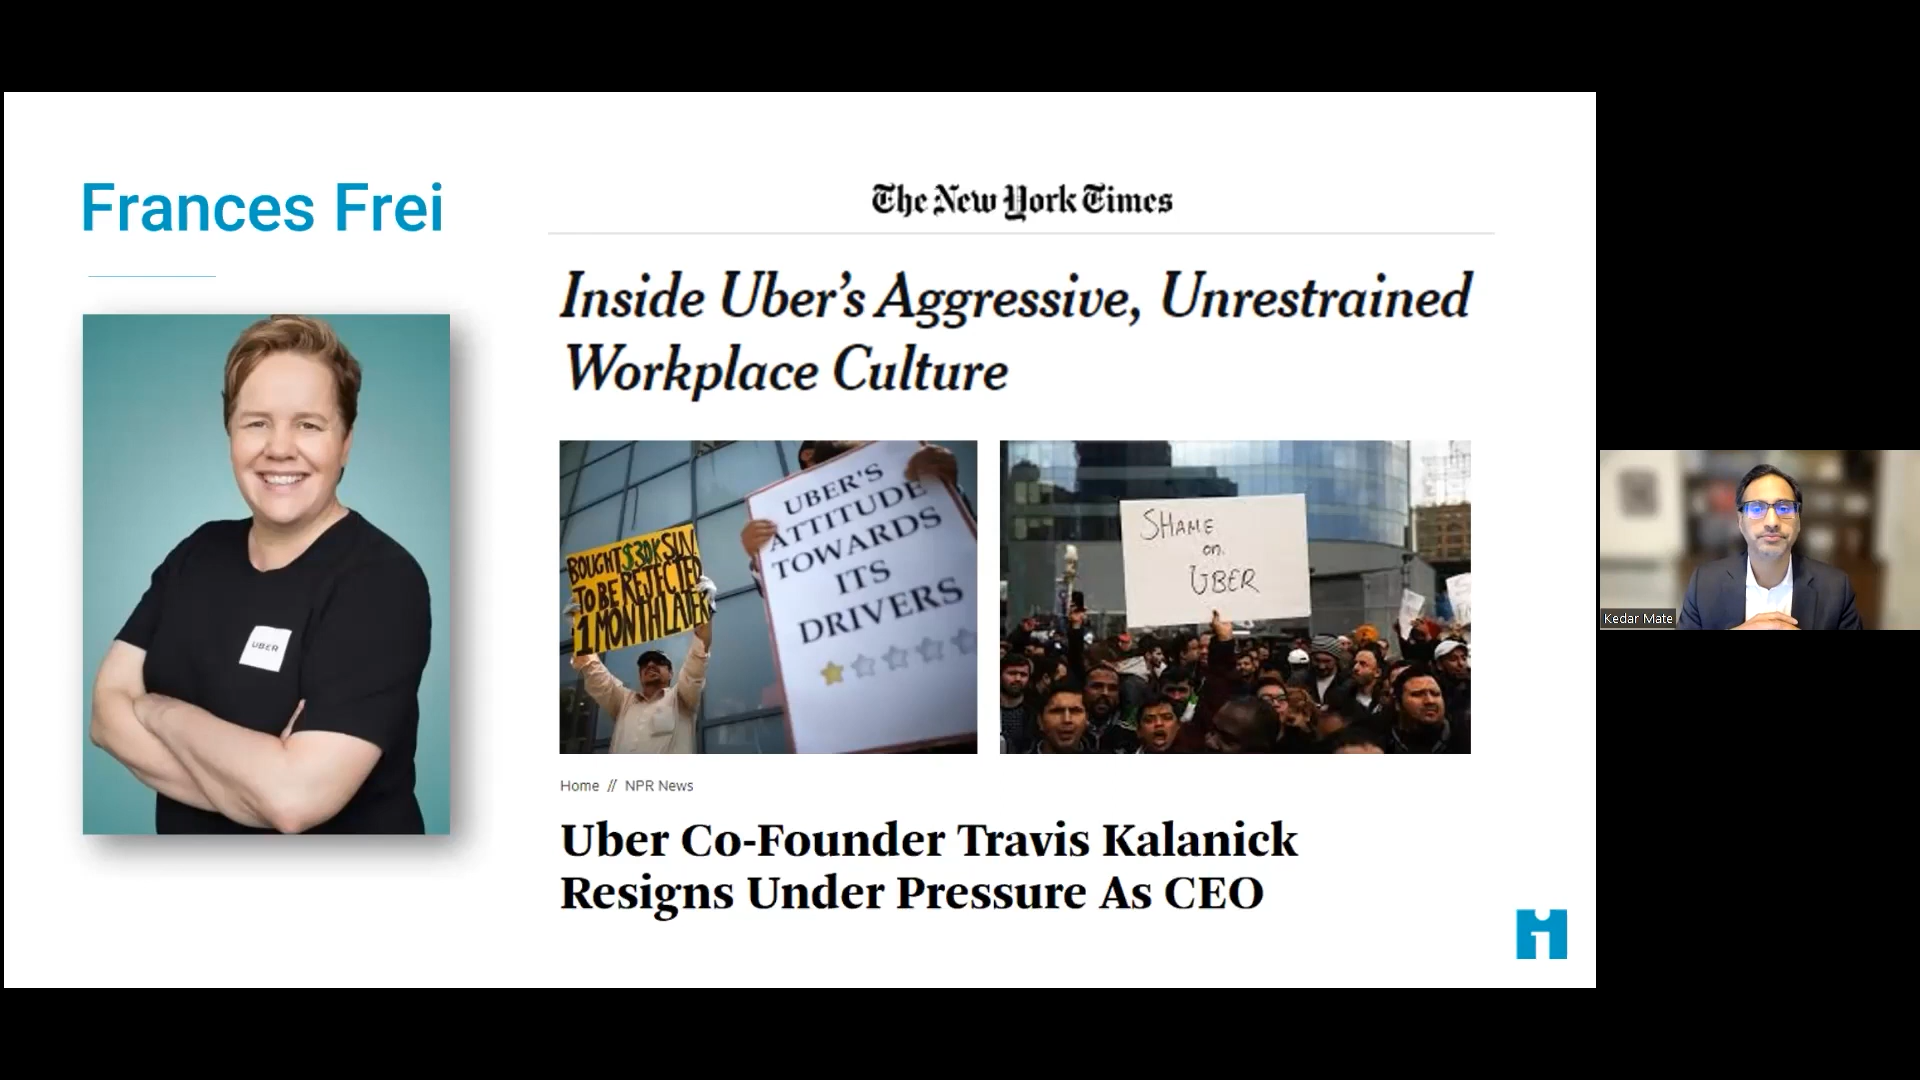 Frances Frei
The New York Times
Inside Uber's Aggressive, Unrestrained
Workplace Culture
UBER
BOUGHT $30K SUV
TO BE REJECTED
1 MONTH LATER
UBER'S
ATTITUDE
TOWARDS
ITS
DRIVERS
SHAME
on
UBER
Home // NPR News
Uber Co-Founder Travis Kalanick
Resigns Under Pressure As CEO
Kedar Mate